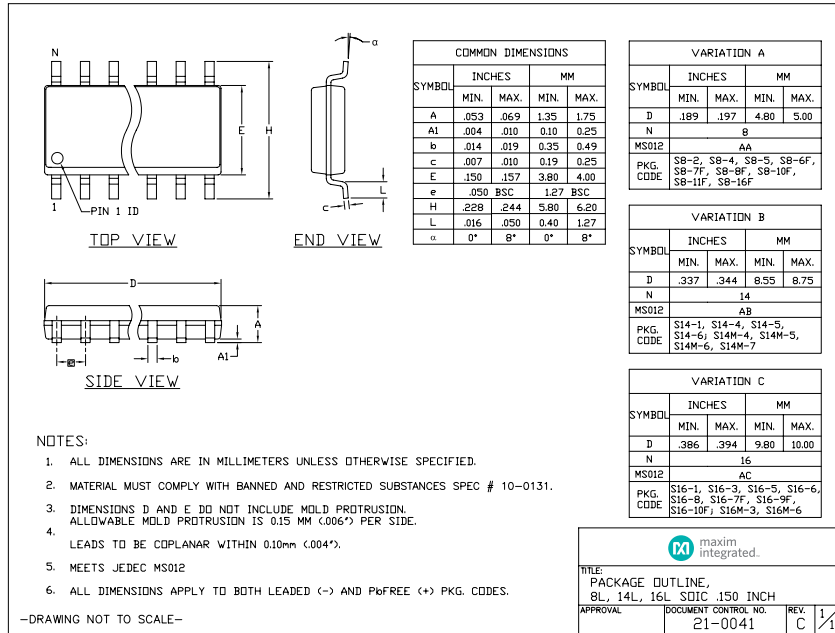 N
α
E
H
L
c
PIN 1 ID
1
TOP VIEW
END VIEW
D
A
A1
e
b
SIDE VIEW
COMMON DIMENSIONS
SYMBOL INCHES MM
MIN. MAX. MIN. MAX.
A .053 .069 1.35 1.75
A1 .004 .010 0.10 0.25
b .014 .019 0.35 0.49
c .007 .010 0.19 0.25
E .150 .157 3.80 4.00
e .050 BSC 1.27 BSC
H .228 .244 5.80 6.20
L .016 .050 0.40 1.27
α 0° 8° 0° 8°
VARIATION A
SYMBOL INCHES MM
MIN. MAX. MIN. MAX.
D .189 .197 4.80 5.00
N 8
MS012 AA
PKG. CODE S8-2, S8-4, S8-5, S8-6F,
S8-7F, S8-8F, S8-10F,
S8-11F, S8-16F
VARIATION B
SYMBOL INCHES MM
MIN. MAX. MIN. MAX.
D .337 .344 8.55 8.75
N 14
MS012 AB
PKG. CODE S14-1, S14-4, S14-5,
S14-6; S14M-4, S14M-5,
S14M-6, S14M-7
VARIATION C
SYMBOL INCHES MM
MIN. MAX. MIN. MAX.
D .386 .394 9.80 10.00
N 16
MS012 AC
PKG. CODE S16-1, S16-3, S16-5, S16-6,
S16-8, S16-7F, S16-9F,
S16-10F; S16M-3, S16M-6
NOTES:
1. ALL DIMENSIONS ARE IN MILLIMETERS UNLESS OTHERWISE SPECIFIED.
2. MATERIAL MUST COMPLY WITH BANNED AND RESTRICTED SUBSTANCES SPEC # 10-0131.
3. DIMENSIONS D AND E DO NOT INCLUDE MOLD PROTRUSION.
ALLOWABLE MOLD PROTRUSION IS 0.15 MM (.006") PER SIDE.
4.
LEADS TO BE COPLANAR WITHIN 0.10mm (.004").
5. MEETS JEDEC MS012
6. ALL DIMENSIONS APPLY TO BOTH LEADED (-) AND PbFREE (+) PKG. CODES.
-DRAWING NOT TO SCALE-
maxim
integrated™
TITLE:
PACKAGE OUTLINE,
8L, 14L, 16L SOIC .150 INCH
APPROVAL DOCUMENT CONTROL NO. REV.
21-0041 C 1/1